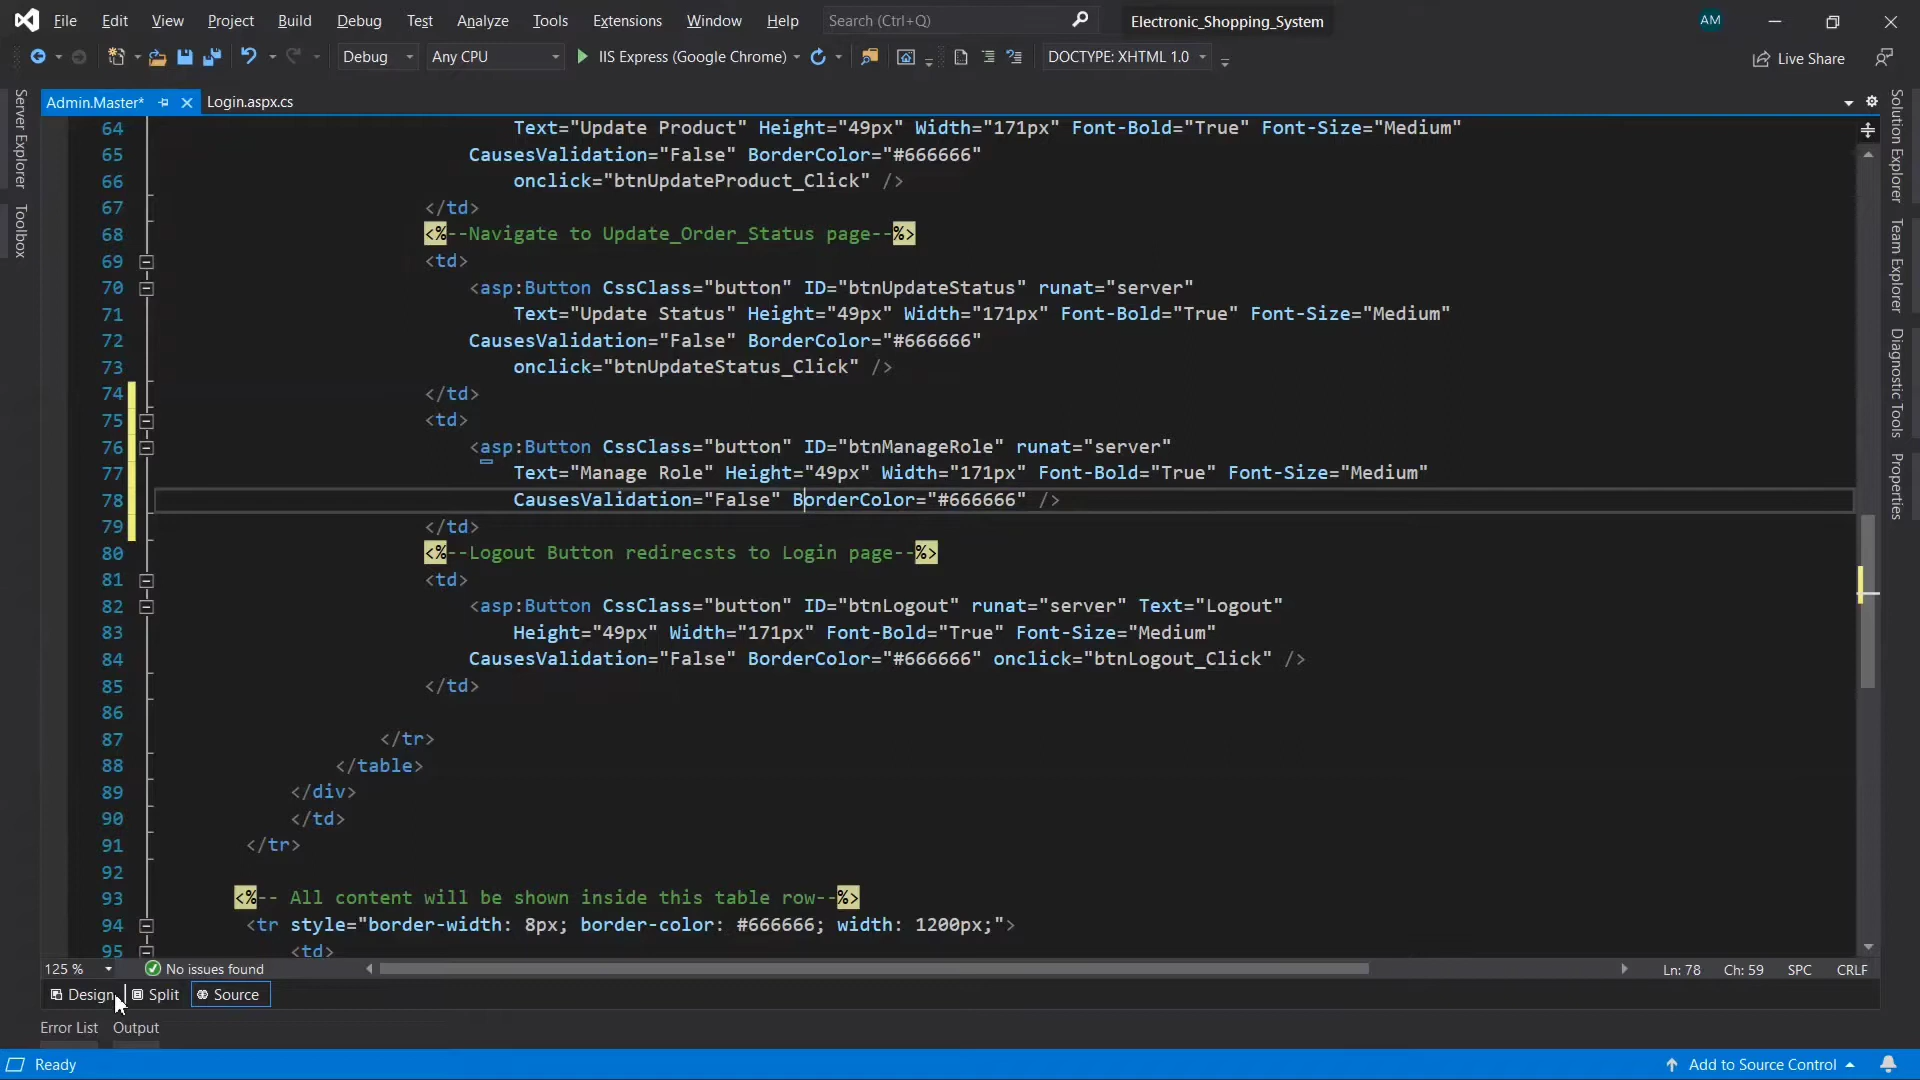 File Edit View Project Build Debug Test Analyze Tools Extensions Window Help Search (Ctrl+Q) Electronic_Shopping_System AM
Debug Any CPU IIS Express (Google Chrome) DOCTYPE: XHTML 1.0 Live Share
Admin.Master* Login.aspx.cs
Server Explorer
Toolbox
Solution Explorer
Team Explorer
Diagnostic Tools
Properties
64 Text="Update Product" Height="49px" Width="171px" Font-Bold="True" Font-Size="Medium"
65 CausesValidation="False" BorderColor="#666666"
66 onclick="btnUpdateProduct_Click" />
67 </td>
68 <%--Navigate to Update_Order_Status page--%>
69 <td>
70 <asp:Button CssClass="button" ID="btnUpdateStatus" runat="server"
71 Text="Update Status" Height="49px" Width="171px" Font-Bold="True" Font-Size="Medium"
72 CausesValidation="False" BorderColor="#666666"
73 onclick="btnUpdateStatus_Click" />
74 </td>
75 <td>
76 <asp:Button CssClass="button" ID="btnManageRole" runat="server"
77 Text="Manage Role" Height="49px" Width="171px" Font-Bold="True" Font-Size="Medium"
78 CausesValidation="False" BorderColor="#666666" />
79 </td>
80 <%--Logout Button redirecsts to Login page--%>
81 <td>
82 <asp:Button CssClass="button" ID="btnLogout" runat="server" Text="Logout"
83 Height="49px" Width="171px" Font-Bold="True" Font-Size="Medium"
84 CausesValidation="False" BorderColor="#666666" onclick="btnLogout_Click" />
85 </td>
86
87 </tr>
88 </table>
89 </div>
90 </td>
91 </tr>
92
93 <%-- All content will be shown inside this table row--%>
94 <tr style="border-width: 8px; border-color: #666666; width: 1200px;">
95 <td>
125 % No issues found Ln: 78 Ch: 59 SPC CRLF
Design Split Source
Error List Output
Ready Add to Source Control